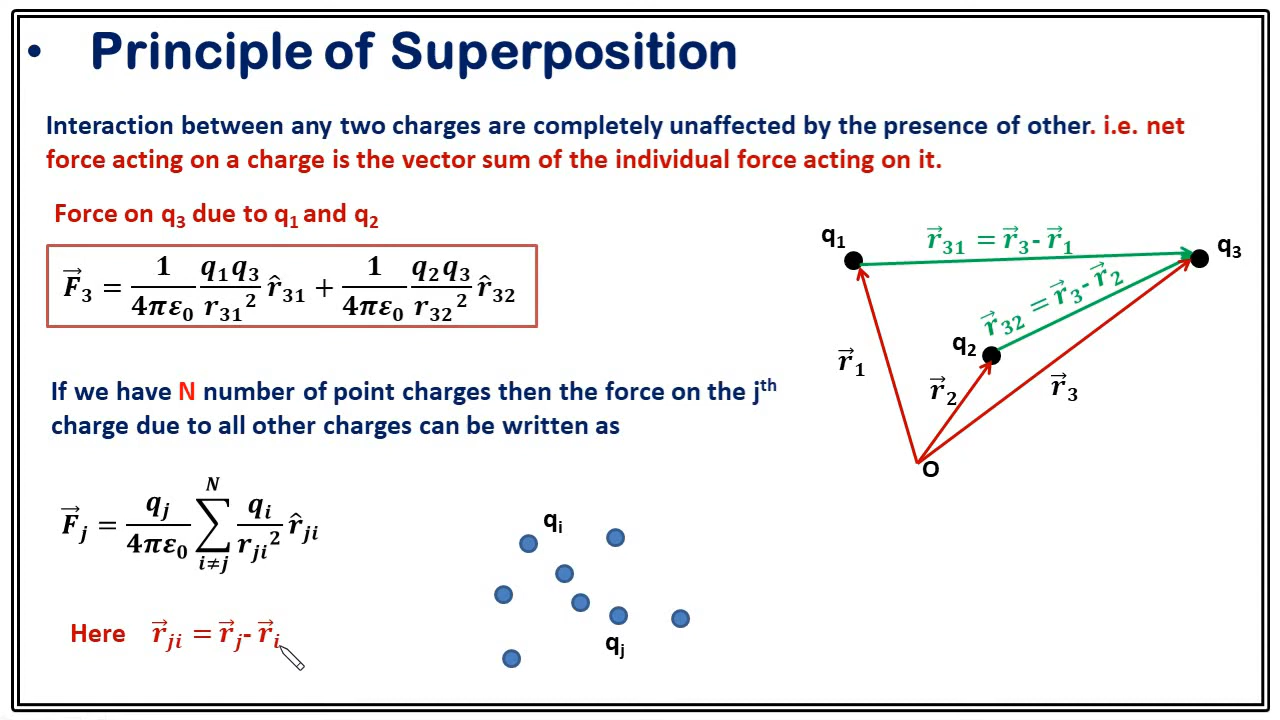 • Principle of Superposition
Interaction between any two charges are completely unaffected by the presence of other. i.e. net
force acting on a charge is the vector sum of the individual force acting on it.
Force on q₃ due to q₁ and q₂
F⃗₃ = 1/(4πε₀) q₁q₃/r₃₁² r̂₃₁ + 1/(4πε₀) q₂q₃/r₃₂² r̂₃₂
q₁
r⃗₃₁ = r⃗₃- r⃗₁
q₃
r⃗₃₂ = r⃗₃- r⃗₂
q₂
r⃗₁
r⃗₂
r⃗₃
O
If we have N number of point charges then the force on the jᵗʰ
charge due to all other charges can be written as
F⃗ⱼ = qⱼ/(4πε₀) ∑_{i≠j}^{N} qᵢ/rⱼᵢ² r̂ⱼᵢ
qᵢ
qⱼ
Here r⃗ⱼᵢ = r⃗ⱼ- r⃗ᵢ